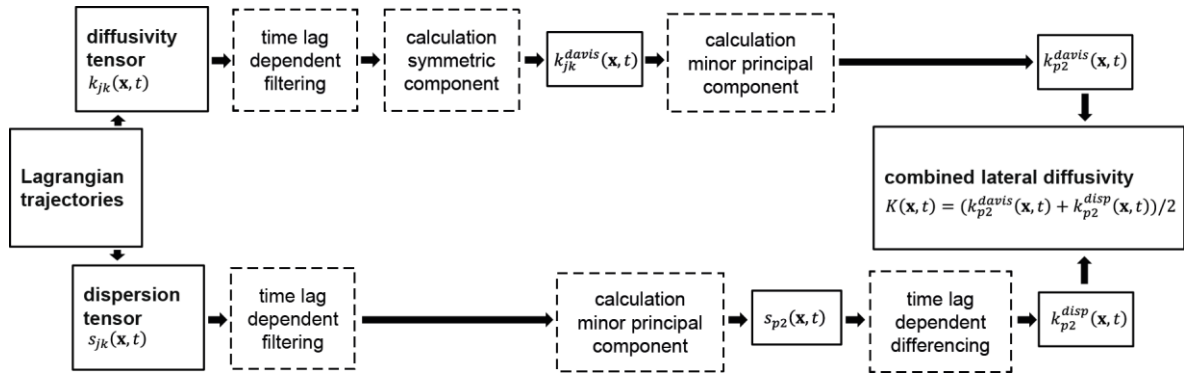 diffusivity
tensor
k_{jk}(x, t)
time lag
dependent
filtering
calculation
symmetric
component
k_{jk}^{davis}(x, t)
calculation
minor principal
component
k_{p2}^{davis}(x, t)
Lagrangian
trajectories
combined lateral diffusivity
K(x, t) = (k_{p2}^{davis}(x, t) + k_{p2}^{disp}(x, t))/2
dispersion
tensor
s_{jk}(x, t)
time lag
dependent
filtering
calculation
minor principal
component
s_{p2}(x, t)
time lag
dependent
differencing
k_{p2}^{disp}(x, t)